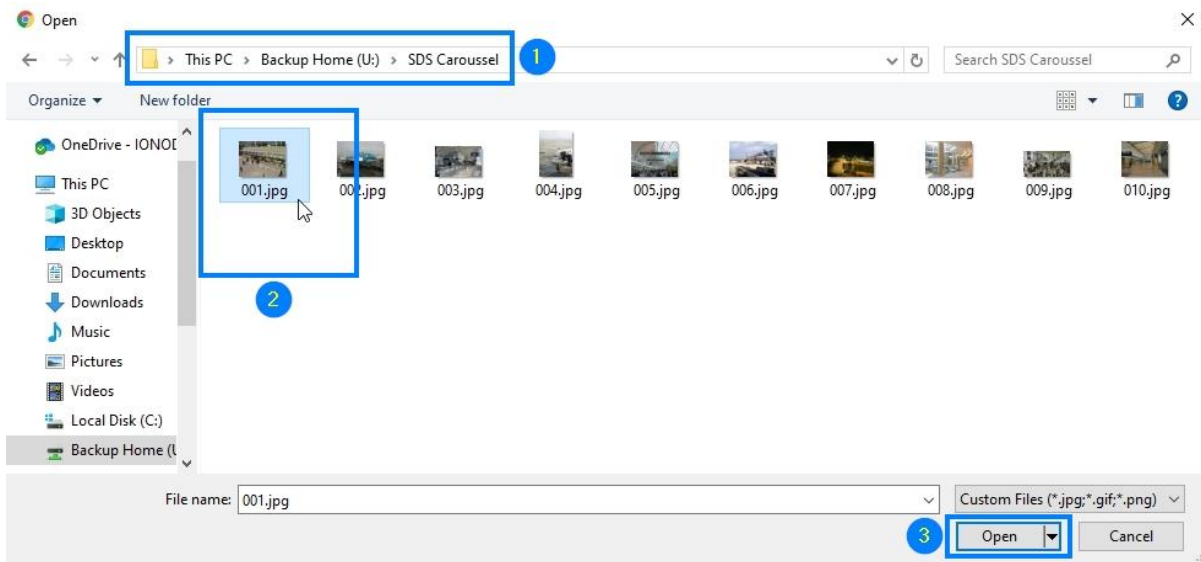 Open
This PC > Backup Home (U:) > SDS Caroussel
1
Search SDS Caroussel
Organize
New folder
OneDrive - IONOD
This PC
3D Objects
Desktop
Documents
Downloads
Music
Pictures
Videos
Local Disk (C:)
Backup Home (U
001.jpg
002.jpg
003.jpg
004.jpg
005.jpg
006.jpg
007.jpg
008.jpg
009.jpg
010.jpg
2
File name: 001.jpg
Custom Files (*.jpg;*.gif;*.png)
3
Open
Cancel